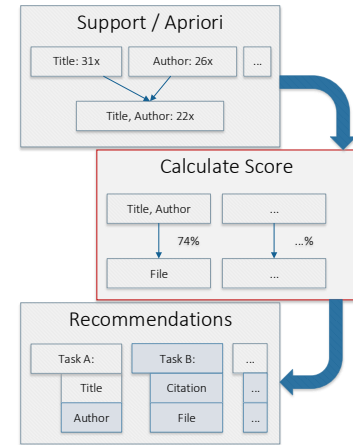 Support / Apriori
Title: 31x Author: 26x ...
Title, Author: 22x
Calculate Score
Title, Author ...
74% ...%
File ...
Recommendations
Task A: Task B: ...
Title Citation ...
Author File ...